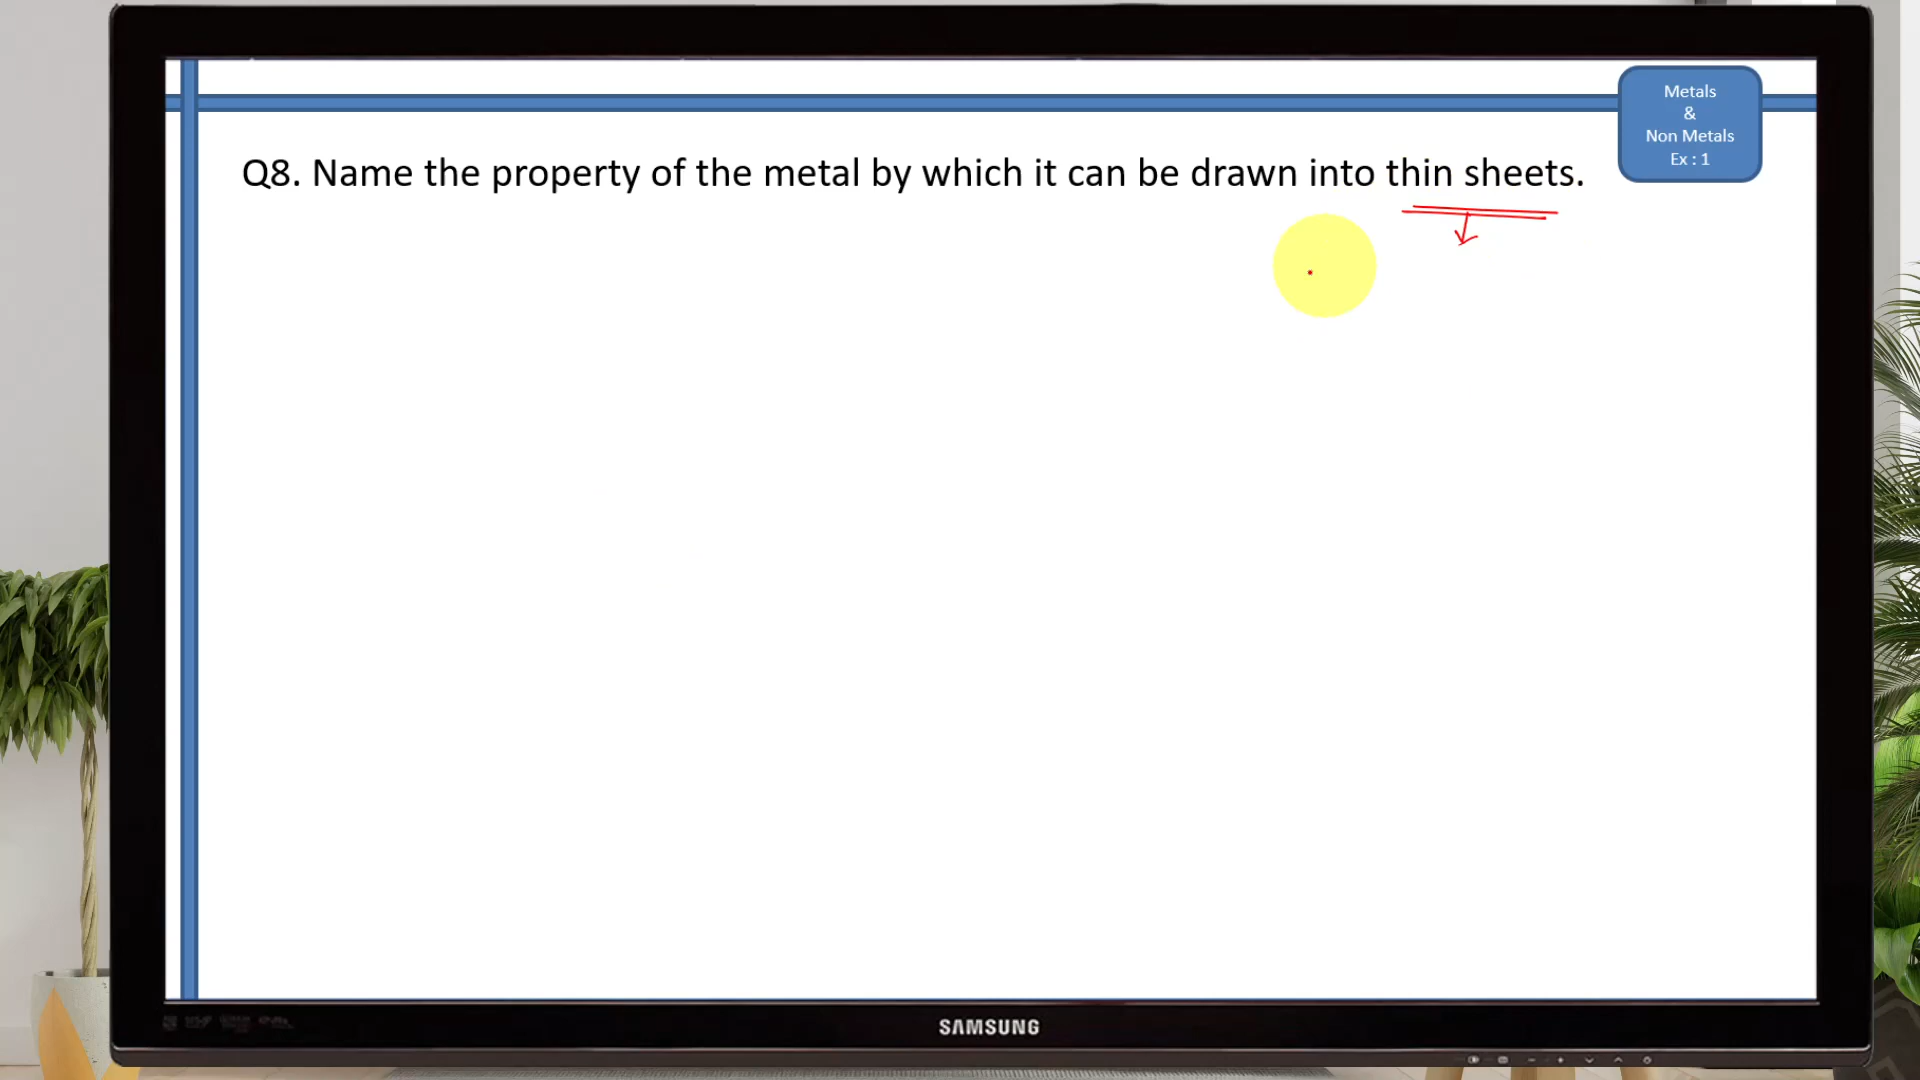 Metals
&
Non Metals
Ex : 1
Q8. Name the property of the metal by which it can be drawn into thin sheets.
SAMSUNG